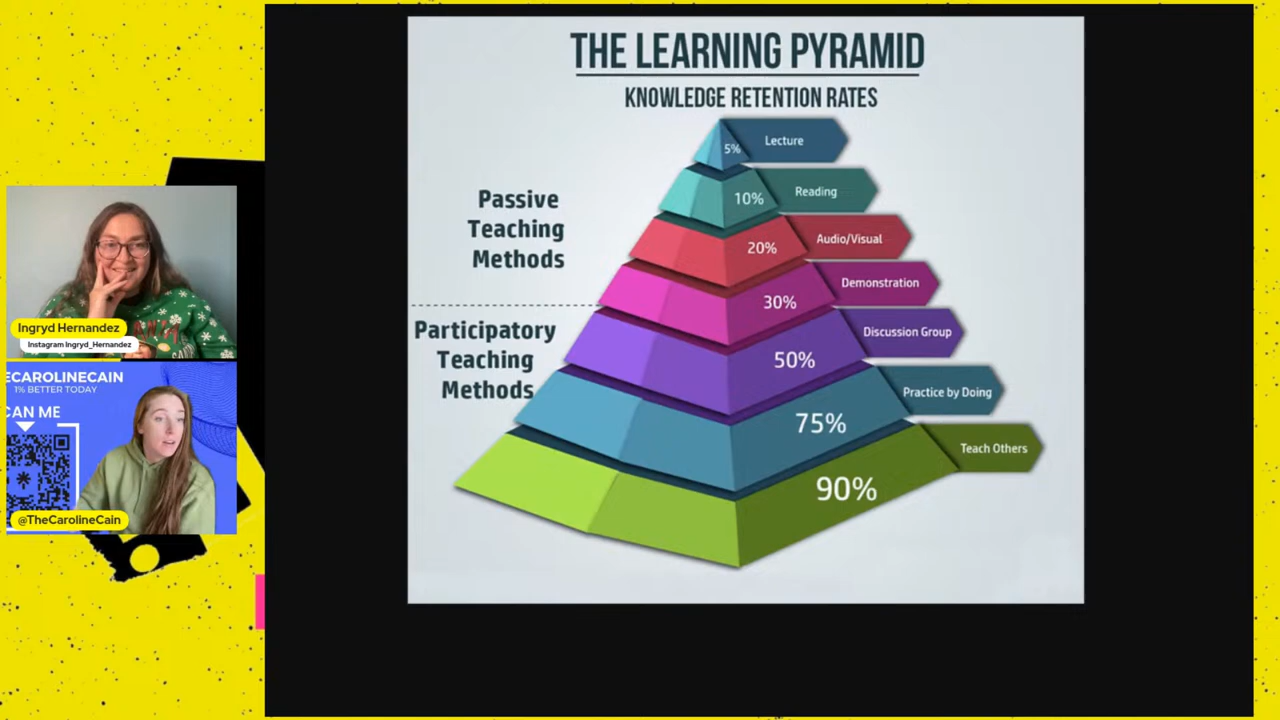 THE LEARNING PYRAMID
KNOWLEDGE RETENTION RATES
5%
Lecture
10%
Reading
Passive
Teaching
Methods
20%
Audio/Visual
30%
Demonstration
Participatory
Teaching
Methods
50%
Discussion Group
75%
Practice by Doing
90%
Teach Others
Ingryd Hernandez
Instagram Ingryd_Hernandez
ECAROLINECAIN
1% BETTER TODAY
CAN ME
@TheCarolineCain